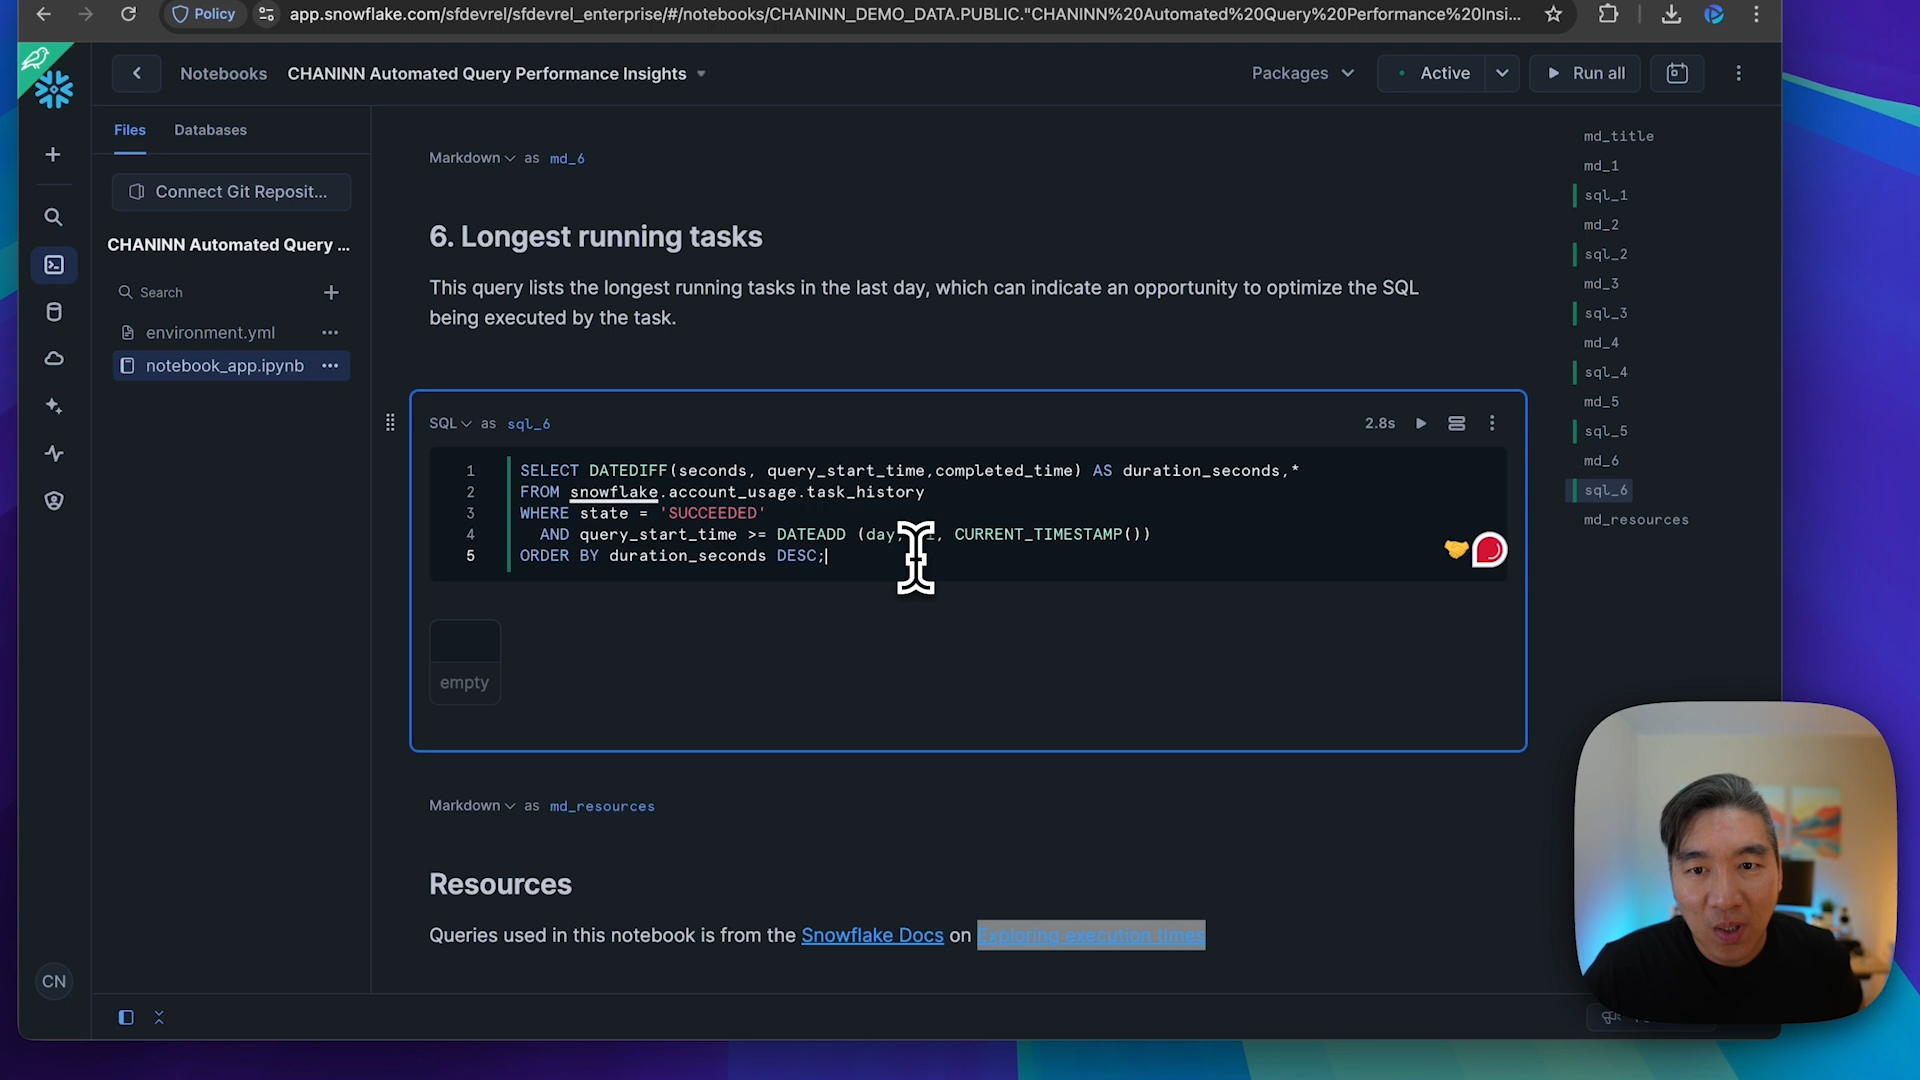 Policy
app.snowflake.com/sfdevrel/sfdevrel_enterprise/#/notebooks/CHANINN_DEMO_DATA.PUBLIC."CHANINN%20Automated%20Query%20Performance%20Insi...
Notebooks
CHANINN Automated Query Performance Insights
Packages
Active
Run all
Files
Databases
Connect Git Reposit...
CHANINN Automated Query ...
Search
environment.yml
notebook_app.ipynb
CN
Markdown as md_6
6. Longest running tasks
This query lists the longest running tasks in the last day, which can indicate an opportunity to optimize the SQL
being executed by the task.
SQL as sql_6
2.8s
1 SELECT DATEDIFF(seconds, query_start_time,completed_time) AS duration_seconds,*
2 FROM snowflake.account_usage.task_history
3 WHERE state = 'SUCCEEDED'
4 AND query_start_time >= DATEADD (day, 1, CURRENT_TIMESTAMP())
5 ORDER BY duration_seconds DESC;
empty
Markdown as md_resources
Resources
Queries used in this notebook is from the Snowflake Docs on Exploring execution times
md_title
md_1
sql_1
md_2
sql_2
md_3
sql_3
md_4
sql_4
md_5
sql_5
md_6
sql_6
md_resources